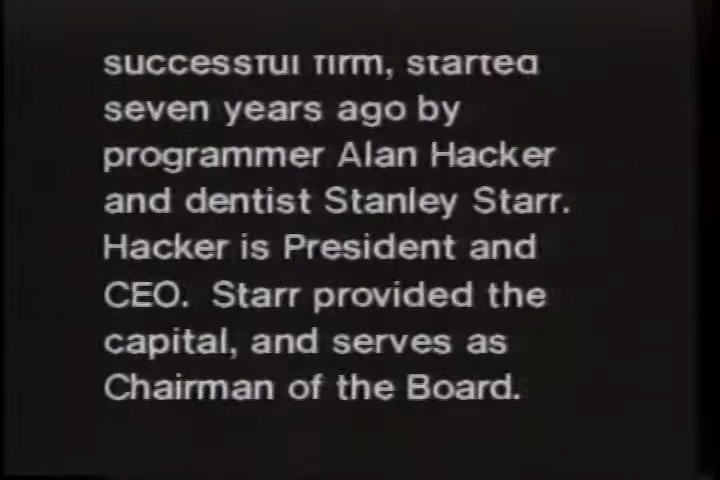 successful firm, started
seven years ago by
programmer Alan Hacker
and dentist Stanley Starr.
Hacker is President and
CEO. Starr provided the
capital, and serves as
Chairman of the Board.